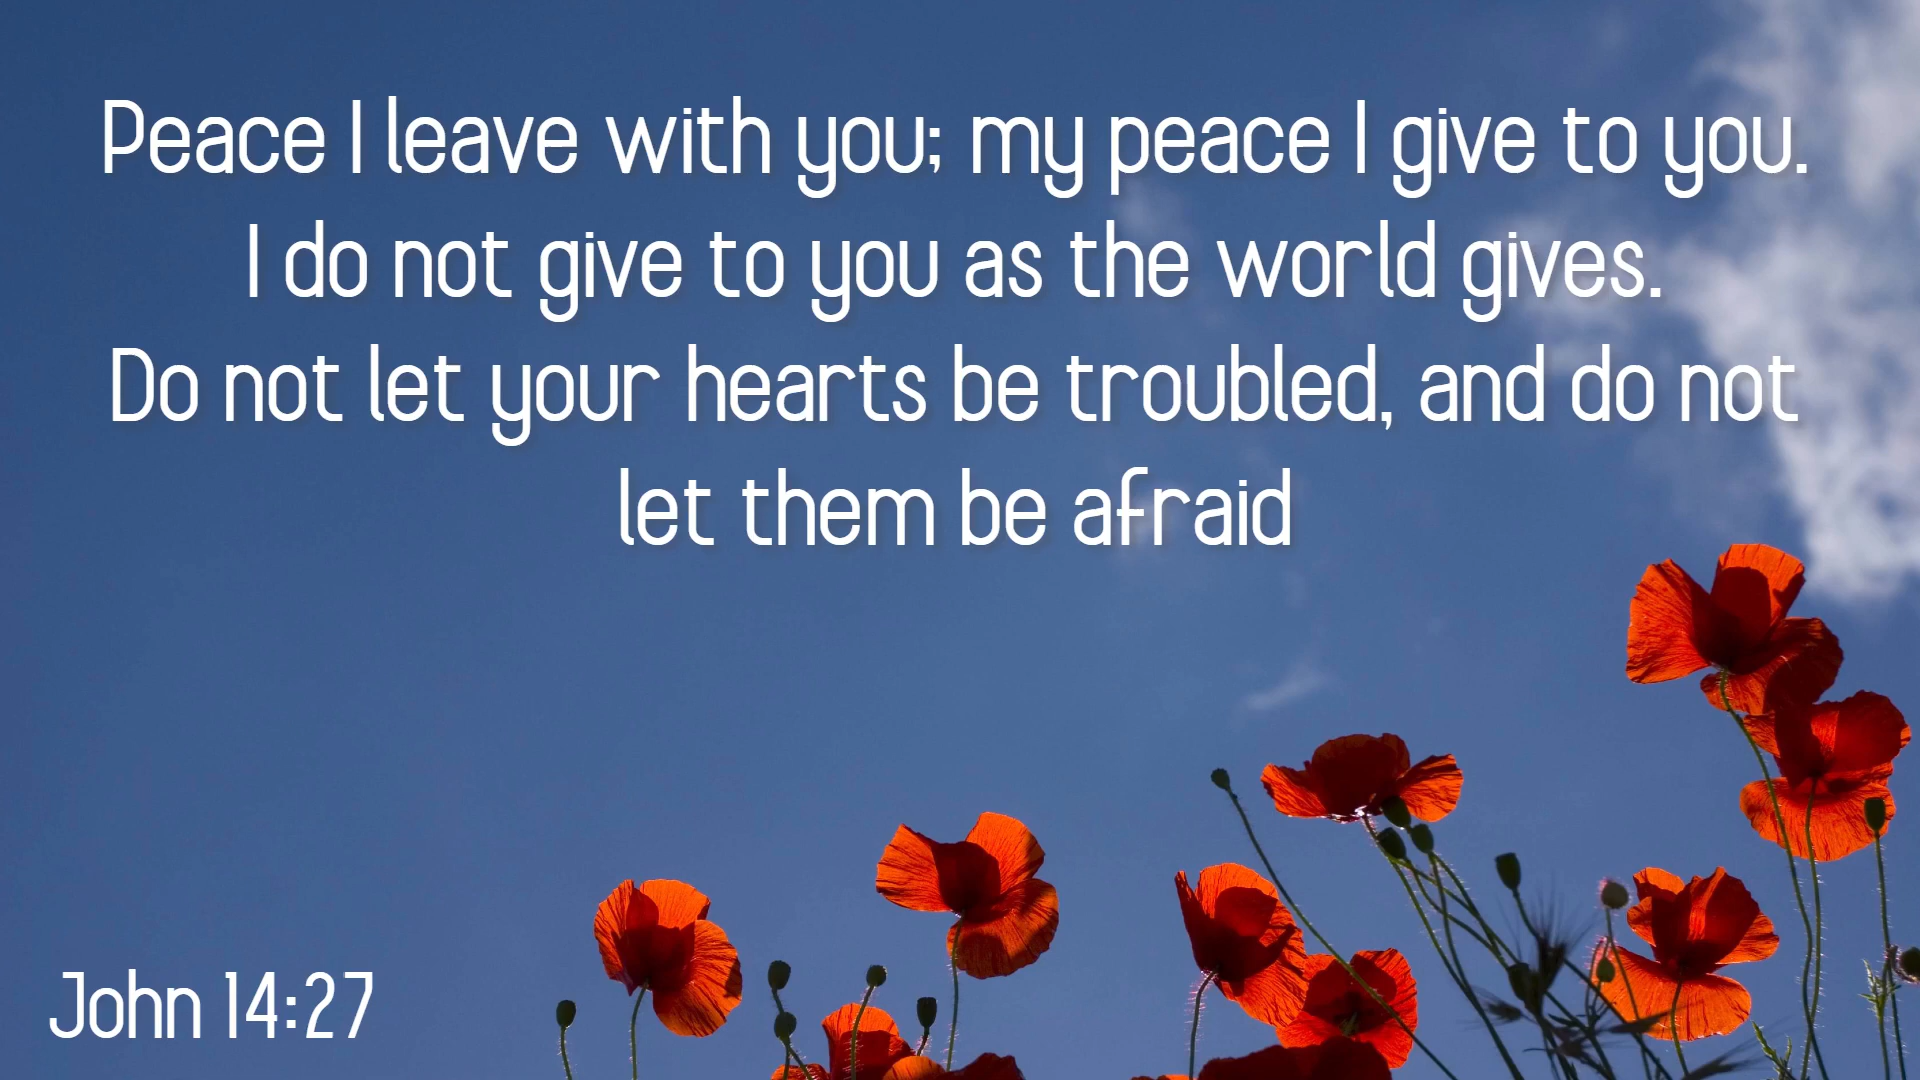 Peace I leave with you; my peace I give to you.
I do not give to you as the world gives.
Do not let your hearts be troubled, and do not
let them be afraid
John 14:27